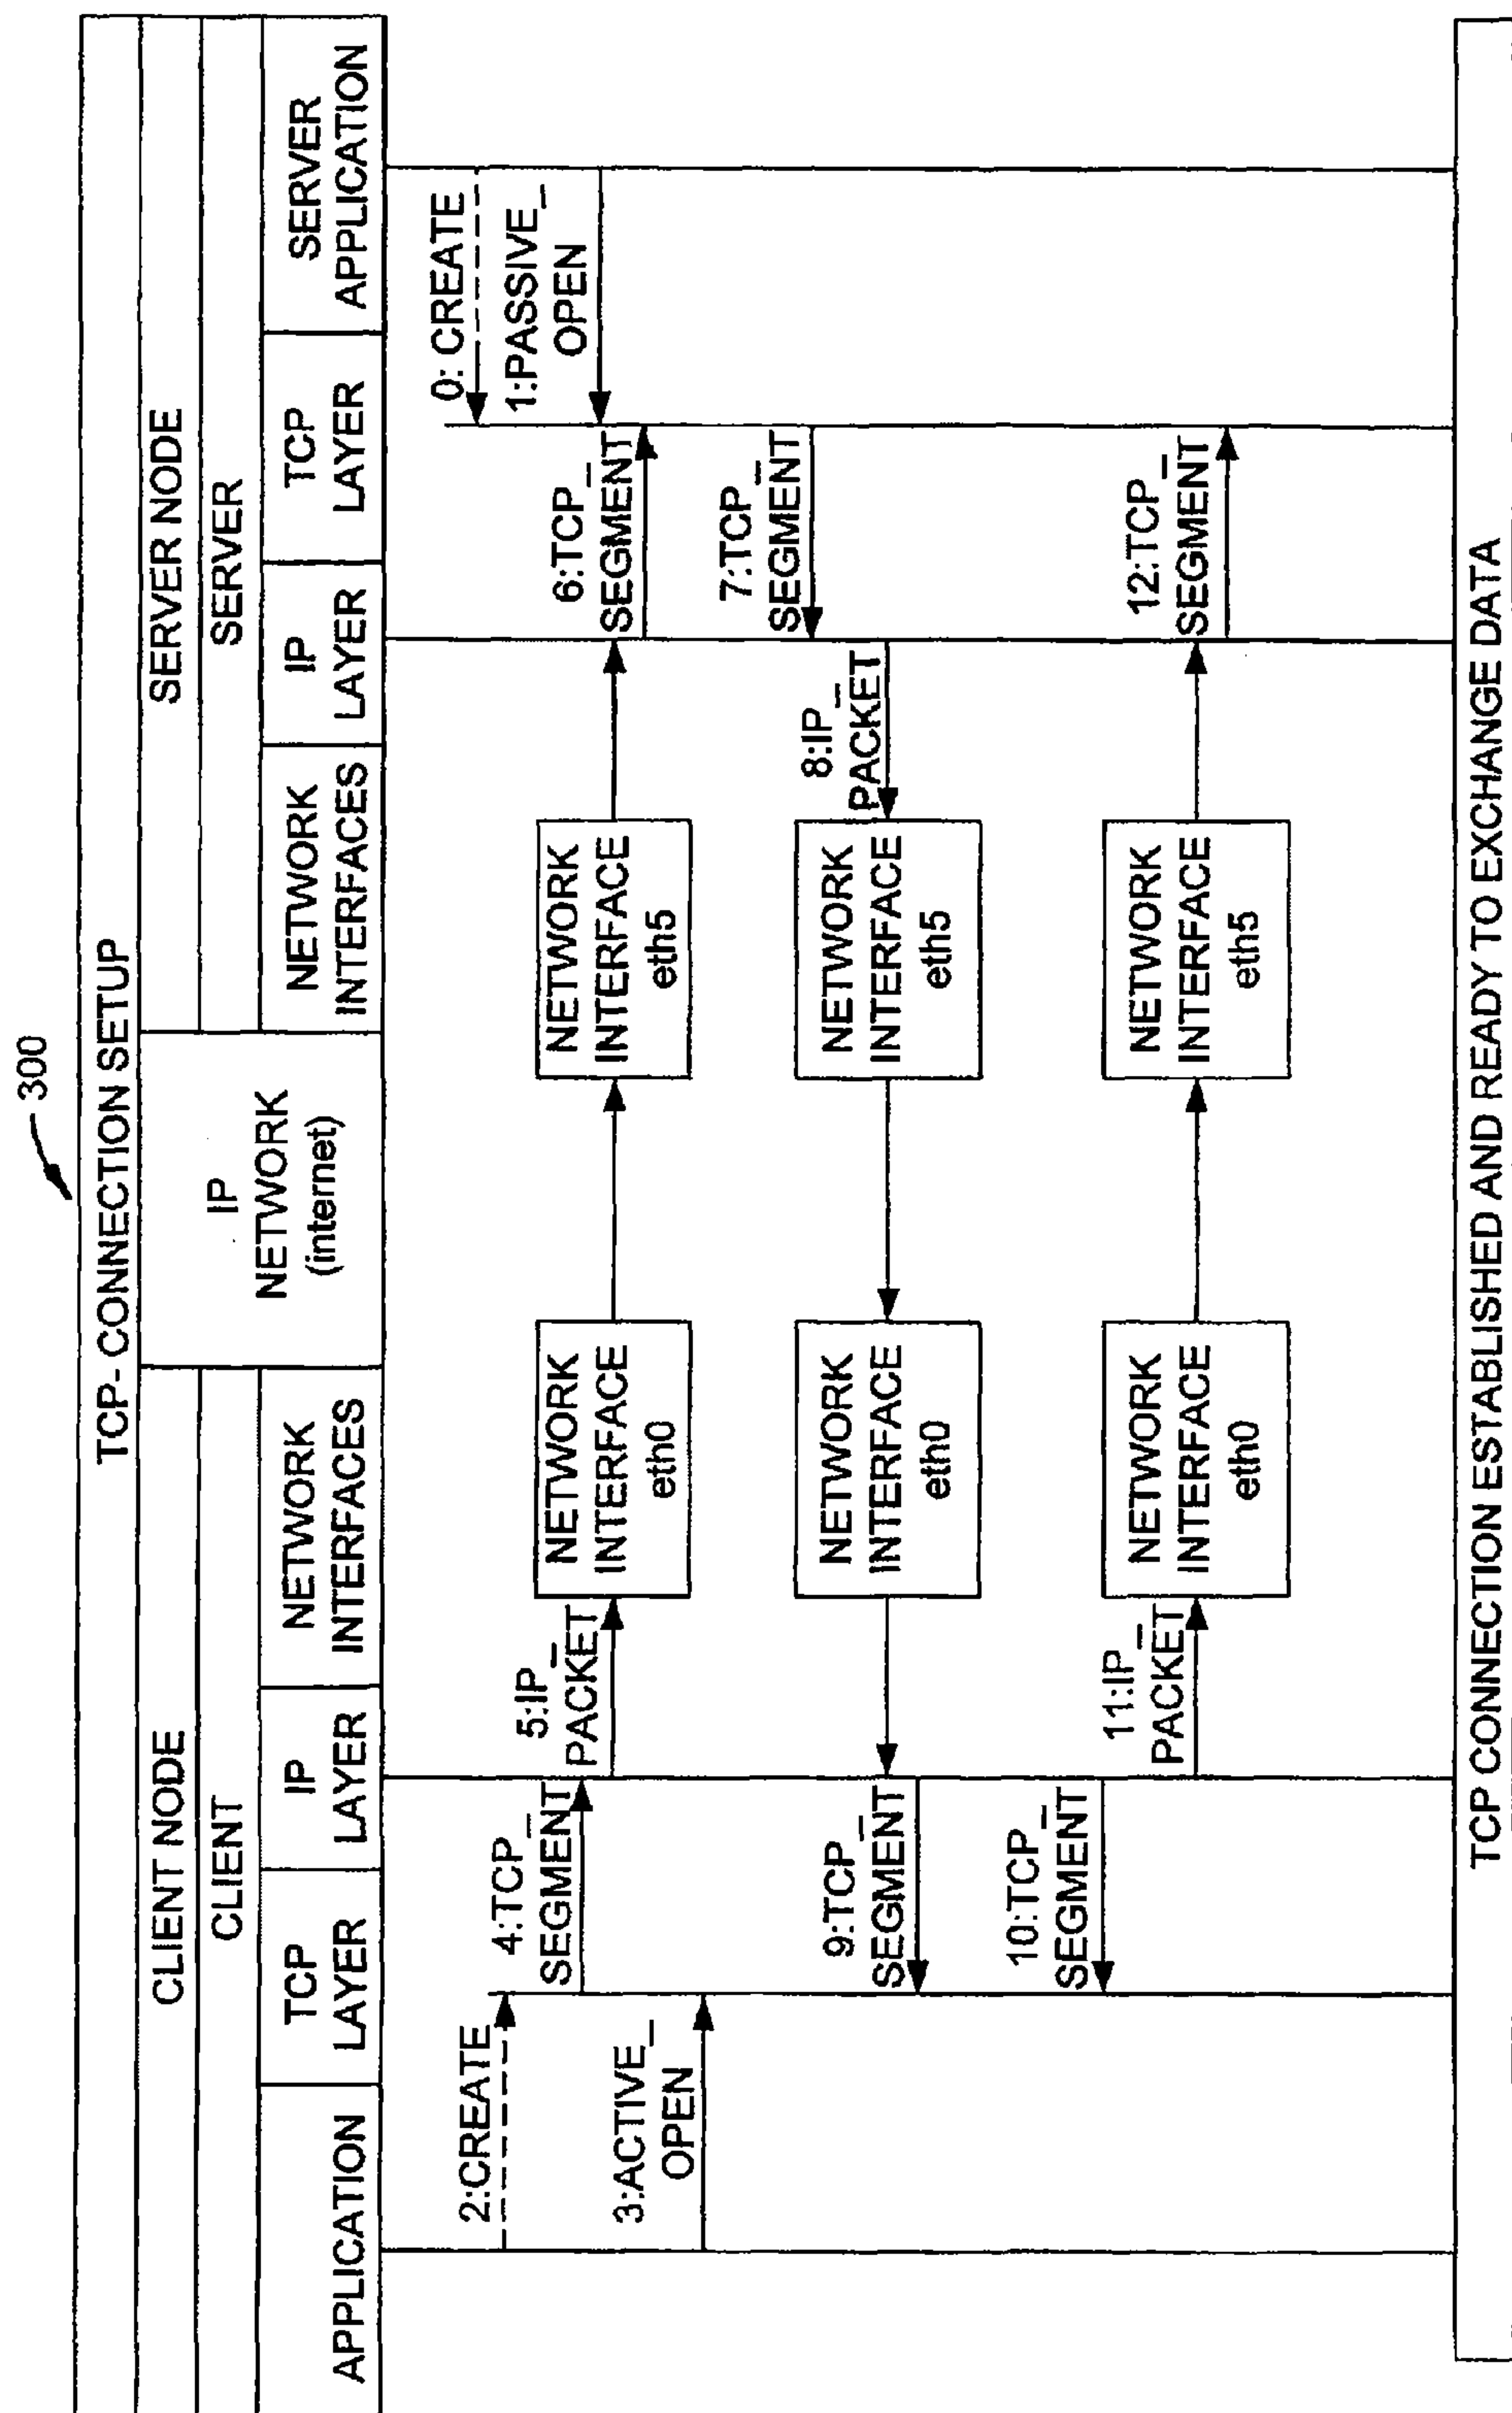 300
TCP- CONNECTION SETUP
CLIENT NODE
IP
NETWORK
(internet)
SERVER NODE
CLIENT
SERVER
APPLICATION
TCP
LAYER
IP
LAYER
NETWORK
INTERFACES
NETWORK
INTERFACES
IP
LAYER
TCP
LAYER
SERVER
APPLICATION
0: CREATE
2:CREATE
1:PASSIVE_
OPEN
4:TCP_
SEGMENT
5:IP_
PACKET
NETWORK
INTERFACE
eth0
NETWORK
INTERFACE
eth5
6:TCP_
SEGMENT
3:ACTIVE_
OPEN
7:TCP_
SEGMENT
8:IP_
PACKET
NETWORK
INTERFACE
eth5
NETWORK
INTERFACE
eth0
9:TCP_
SEGMENT
10:TCP_
SEGMENT
11:IP_
PACKET
NETWORK
INTERFACE
eth0
NETWORK
INTERFACE
eth5
12:TCP_
SEGMENT
TCP CONNECTION ESTABLISHED AND READY TO EXCHANGE DATA